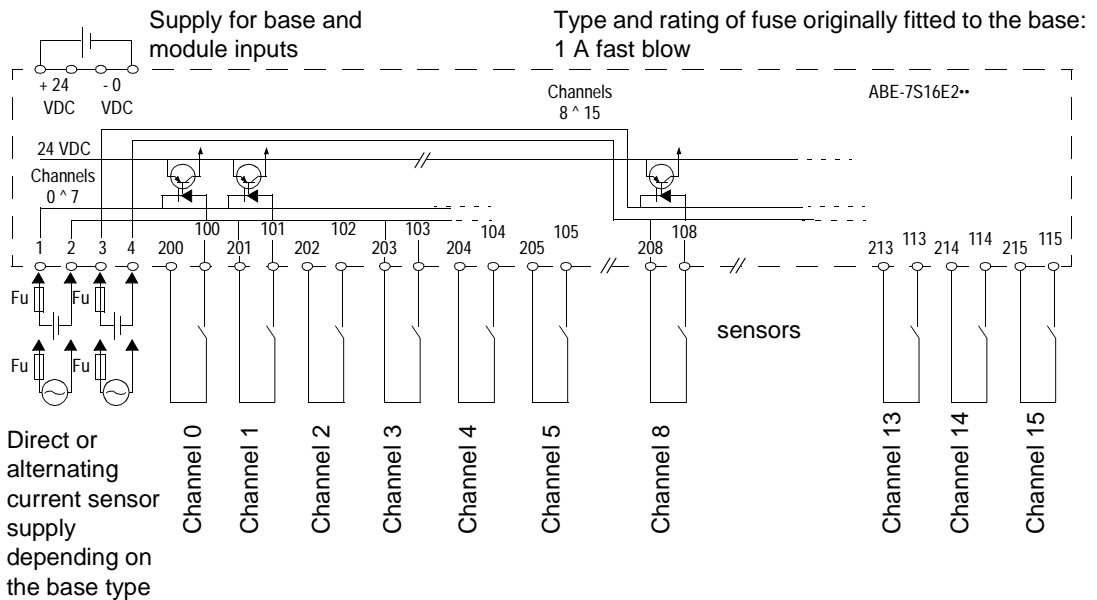 Supply for base and
module inputs
Type and rating of fuse originally fitted to the base:
1 A fast blow
+ 24
VDC
- 0
VDC
Channels
8 ^ 15
ABE-7S16E2••
24 VDC
Channels
0 ^ 7
1
2
3
4
200
100
201
101
202
102
203
103
204
104
205
105
208
108
213
113
214
114
215
115
Fu
Fu
Fu
Fu
sensors
Direct or
alternating
current sensor
supply
depending on
the base type
Channel 0
Channel 1
Channel 2
Channel 3
Channel 4
Channel 5
Channel 8
Channel 13
Channel 14
Channel 15